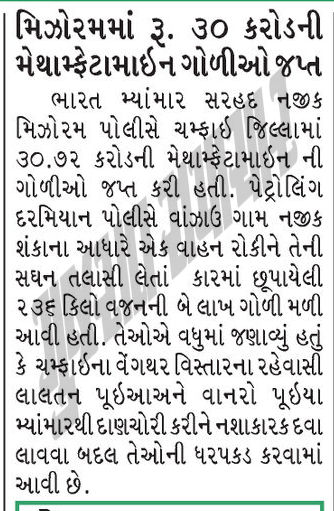 મિઝોરમમાં રૂ. ૩૦ કરોડની
મેથામ્ફેટામાઇન ગોળીઓ જપ્ત
ભારત મ્યાંમાર સરહદ નજીક
મિઝોરમ પોલીસે ચમ્ફાઇ જિલ્લામાં
૩૦.૭૨ કરોડની મેથામ્ફેટામાઇન ની
ગોળીઓ જપ્ત કરી હતી. પેટ્રોલિંગ
દરમિયાન પોલીસે વાંઝાઉ ગામ નજીક
શંકાના આધારે એક વાહન રોકીને તેની
સઘન તલાસી લેતાં કારમાં છૂપાયેલી
૨૩૬ કિલો વજનની બે લાખ ગોળી મળી
આવી હતી. તેઓએ વધુમાં જણાવ્યું હતું
કે ચમ્ફાઇના વેંગથર વિસ્તારના રહેવાસી
લાલતન પૂઇઆઅને વાનરો પૂઇયા
મ્યાંમારથી દાણચોરી કરીને નશાકારક દવા
લાવવા બદલ તેઓની ધરપકડ કરવામાં
આવી છે.